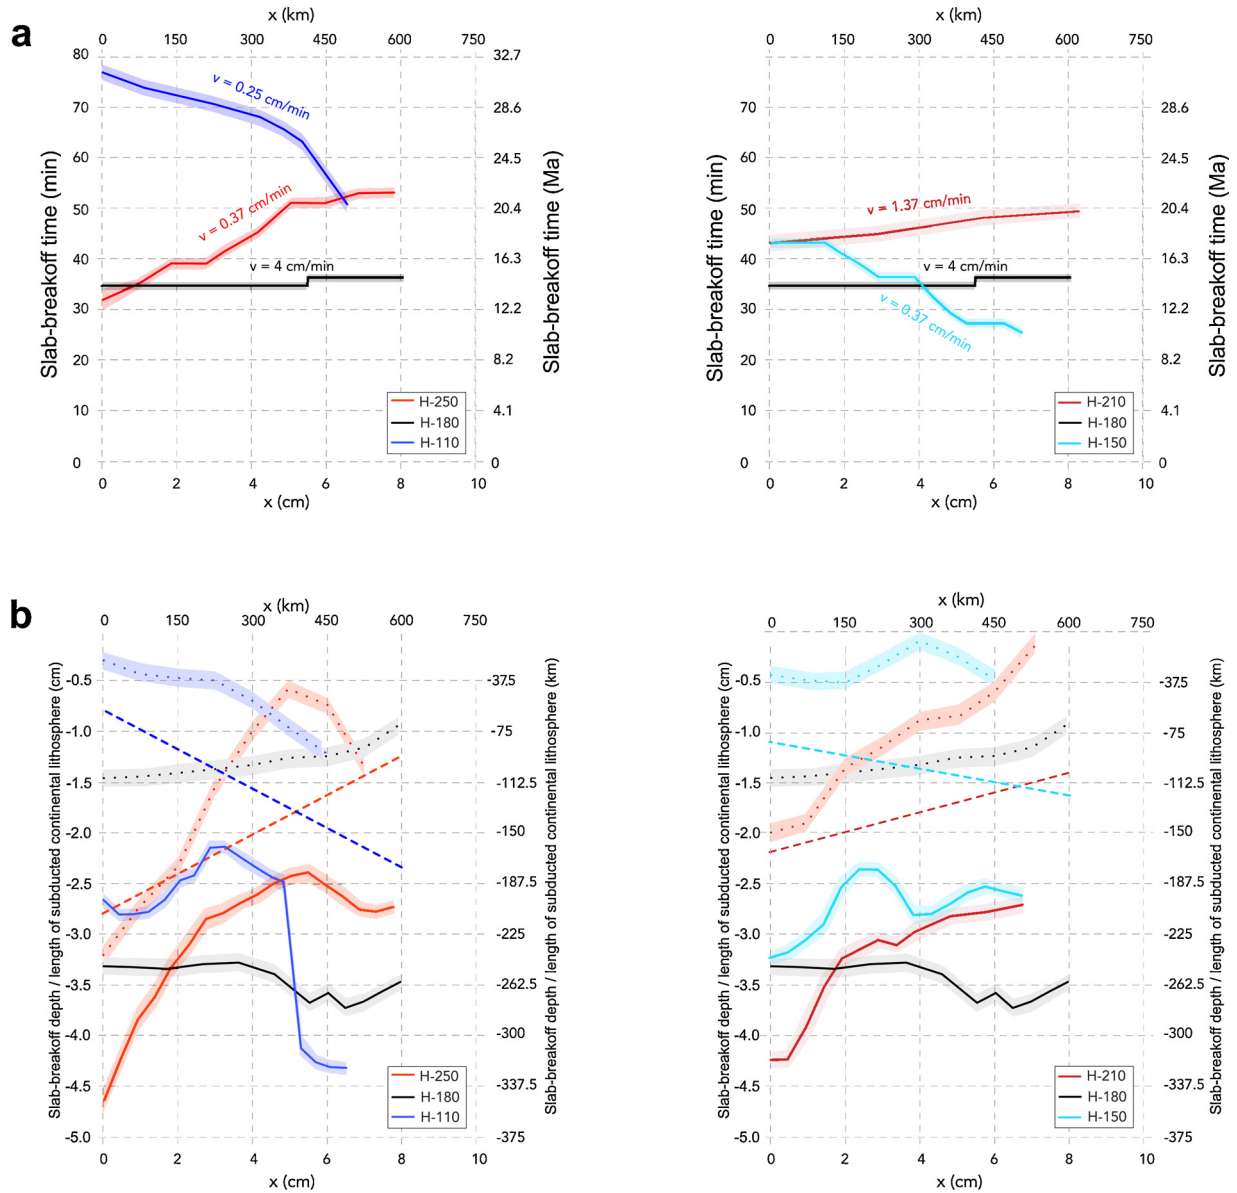 a
x (km)
0 150 300 450 600 750
80 32.7
70 28.6
60 24.5
50 20.4
40 16.3
30 12.2
20 8.2
10 4.1
0 0
0 2 4 6 8 10
x (cm)
Slab-breakoff time (min)
Slab-breakoff time (Ma)
v = 0.25 cm/min
v = 0.37 cm/min
v = 4 cm/min
H-250
H-180
H-110
x (km)
0 150 300 450 600 750
70 28.6
60 24.5
50 20.4
40 16.3
30 12.2
20 8.2
10 4.1
0 0
0 2 4 6 8 10
x (cm)
Slab-breakoff time (min)
Slab-breakoff time (Ma)
v = 1.37 cm/min
v = 4 cm/min
v = 0.37 cm/min
H-210
H-180
H-150
b
x (km)
0 150 300 450 600 750
-0.5 -375
-1.0 -75
-1.5 -112.5
-2.0 -150
-2.5 -187.5
-3.0 -225
-3.5 -262.5
-4.0 -300
-4.5 -337.5
-5.0 -375
0 2 4 6 8 10
x (cm)
Slab-breakoff depth / length of subducted continental lithosphere (cm)
Slab-breakoff depth / length of subducted continental lithosphere (km)
H-250
H-180
H-110
x (km)
0 150 300 450 600 750
-0.5 -375
-1.0 -75
-1.5 -112.5
-2.0 -150
-2.5 -187.5
-3.0 -225
-3.5 -262.5
-4.0 -300
-4.5 -337.5
-5.0 -375
0 2 4 6 8 10
x (cm)
Slab-breakoff depth / length of subducted continental lithosphere (cm)
Slab-breakoff depth / length of subducted continental lithosphere (km)
H-210
H-180
H-150